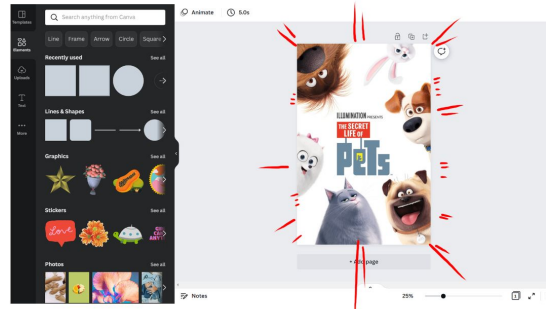 Templates
Elements
Uploads
Text
More
Search anything from Canva
Line
Frame
Arrow
Circle
Square
Recently used
See all
Lines & Shapes
See all
Graphics
See all
Stickers
See all
Love
Photos
See all
Animate
5.0s
ILLUMINATION PRESENTS
THE SECRET
LIFE OF
PETS
+ Add page
Notes
25%
1